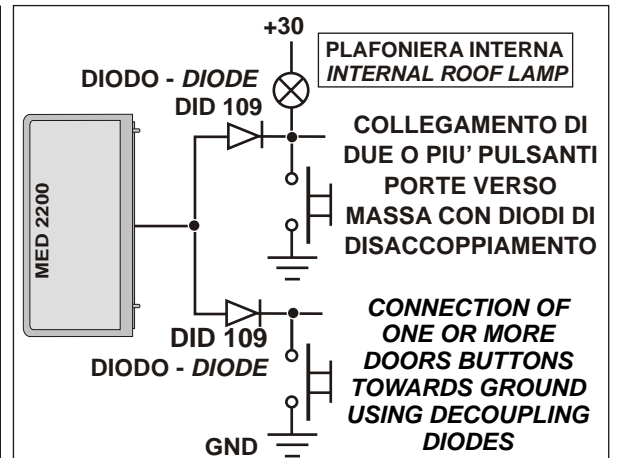 +30
PLAFONIERA INTERNA
INTERNAL ROOF LAMP
DIODO - DIODE
DID 109
COLLEGAMENTO DI
DUE O PIU' PULSANTI
PORTE VERSO
MASSA CON DIODI DI
DISACCOPPIAMENTO
MED 2200
DID 109
DIODO - DIODE
CONNECTION OF
ONE OR MORE
DOORS BUTTONS
TOWARDS GROUND
USING DECOUPLING
DIODES
GND